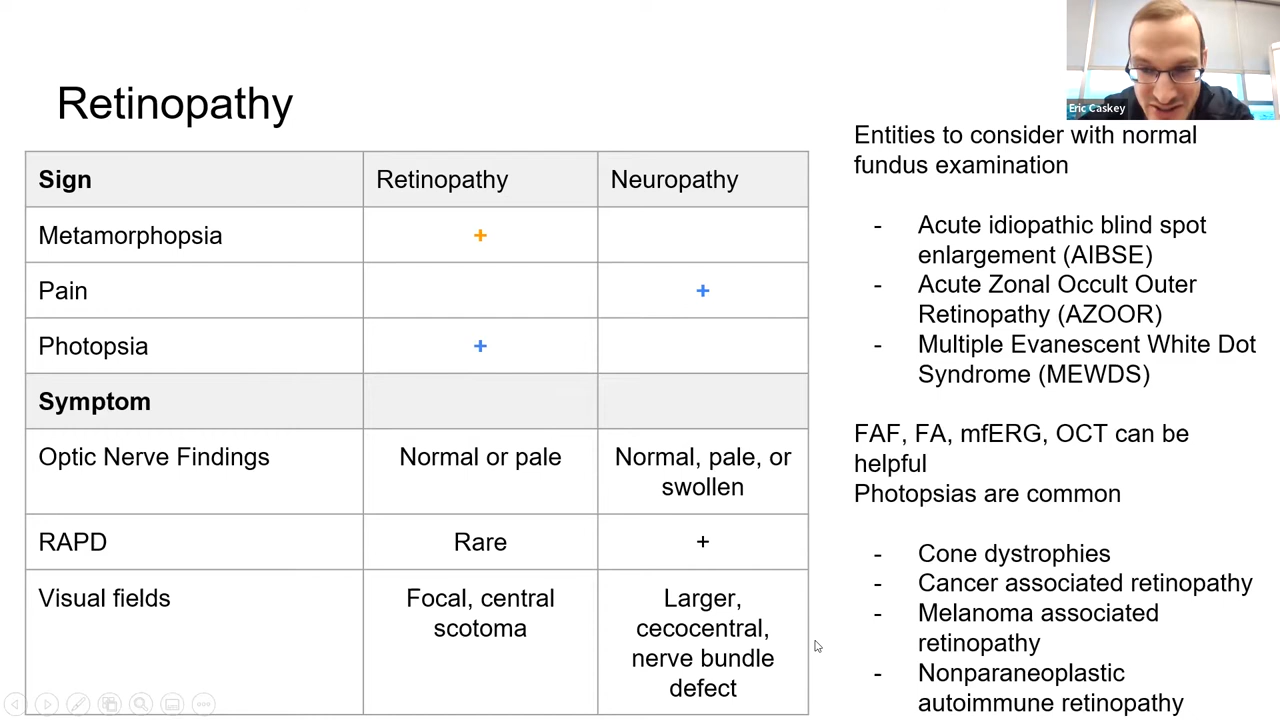 Eric Caskey
Retinopathy
Sign Retinopathy Neuropathy
Metamorphopsia +
Pain +
Photopsia +
Symptom
Optic Nerve Findings Normal or pale Normal, pale, or
swollen
RAPD Rare +
Visual fields Focal, central Larger,
scotoma cecocentral,
nerve bundle
defect
Entities to consider with normal
fundus examination
- Acute idiopathic blind spot
enlargement (AIBSE)
- Acute Zonal Occult Outer
Retinopathy (AZOOR)
- Multiple Evanescent White Dot
Syndrome (MEWDS)
FAF, FA, mfERG, OCT can be
helpful
Photopsias are common
- Cone dystrophies
- Cancer associated retinopathy
- Melanoma associated
retinopathy
- Nonparaneoplastic
autoimmune retinopathy